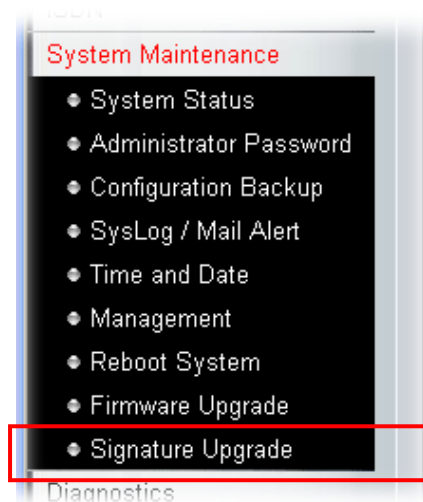 System Maintenance
System Status
Administrator Password
Configuration Backup
SysLog / Mail Alert
Time and Date
Management
Reboot System
Firmware Upgrade
Signature Upgrade
Diagnostics